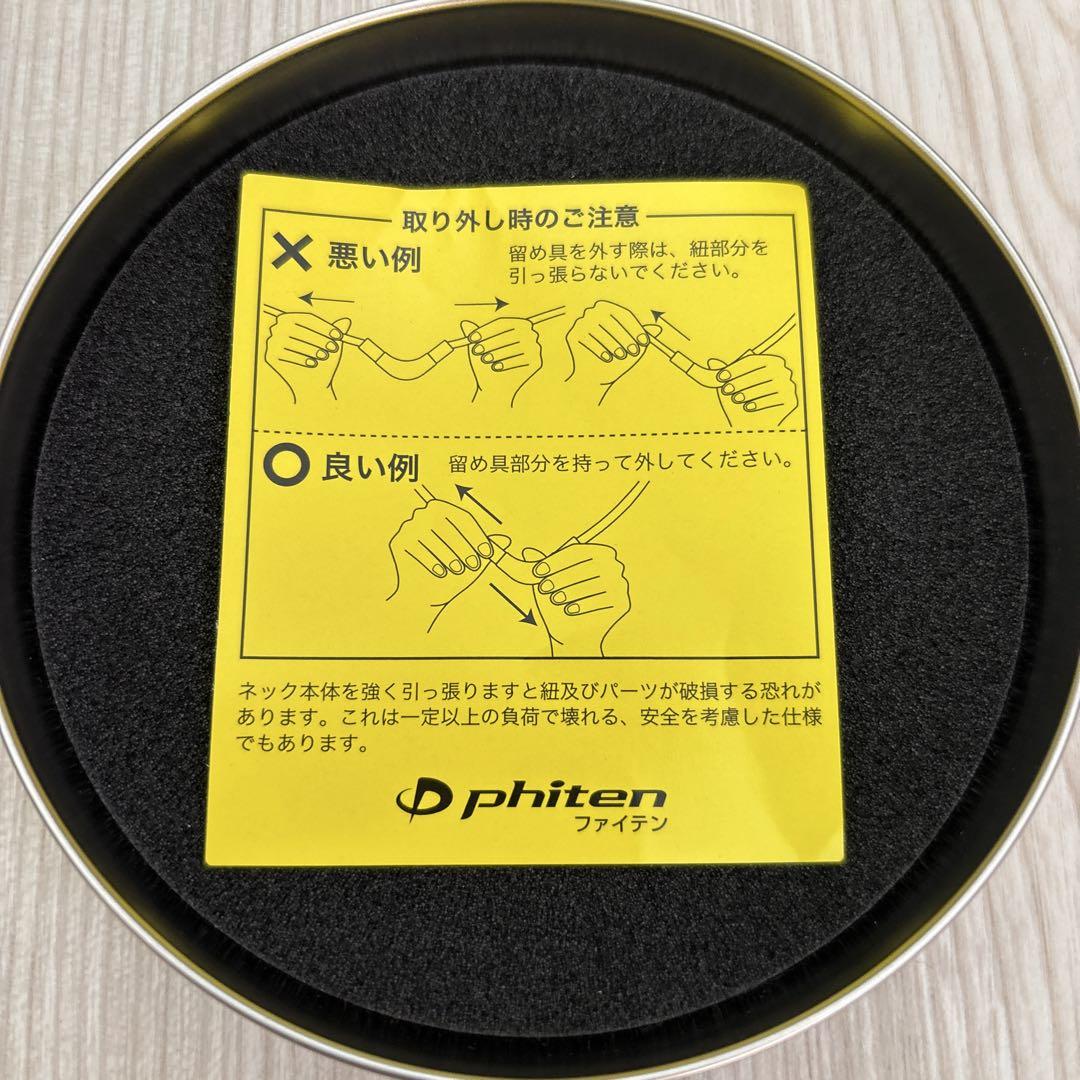 取り外し時のご注意
✕ 悪い例
留め具を外す際は、紐部分を
引っ張らないでください。
〇 良い例
留め具部分を持って外してください。
ネック本体を強く引っ張りますと紐及びパーツが破損する恐れが
あります。これは一定以上の負荷で壊れる、安全を考慮した仕様
でもあります。
phiten
ファイテン